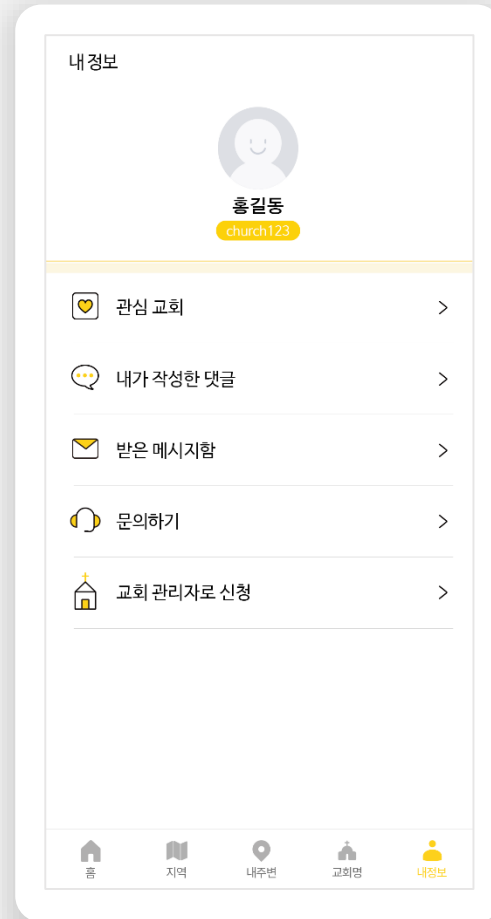 내 정보
홍길동
church123
관심 교회
내가 작성한 댓글
받은 메시지함
문의하기
교회 관리자로 신청
홈
지역
내주변
교회명
내정보